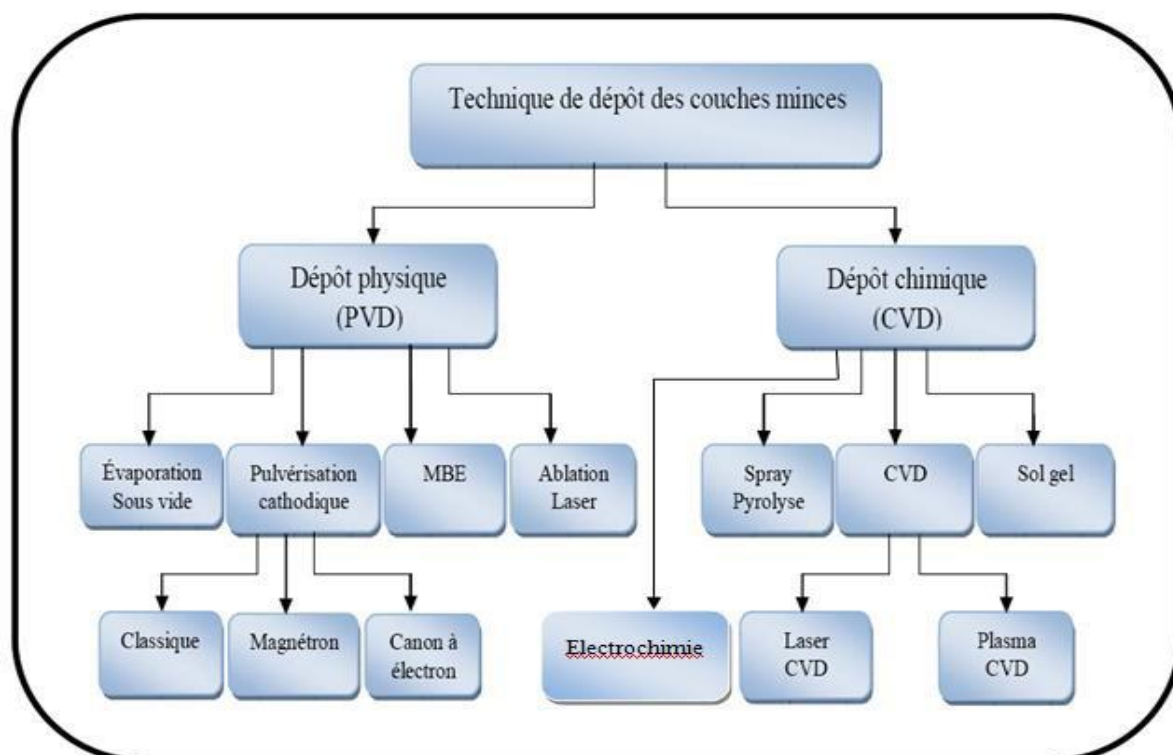 Technique de dépôt des couches minces
Dépôt physique
(PVD)
Dépôt chimique
(CVD)
Évaporation
Sous vide
Pulvérisation
cathodique
MBE
Ablation
Laser
Spray
Pyrolyse
CVD
Sol gel
Classique
Magnétron
Canon à
électron
Electrochimie
Laser
CVD
Plasma
CVD